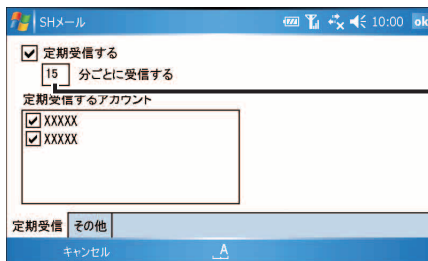 SHメール 10:00 ok
定期受信する
15 分ごとに受信する
定期受信するアカウント
XXXXX
XXXXX
定期受信 その他
キャンセル A